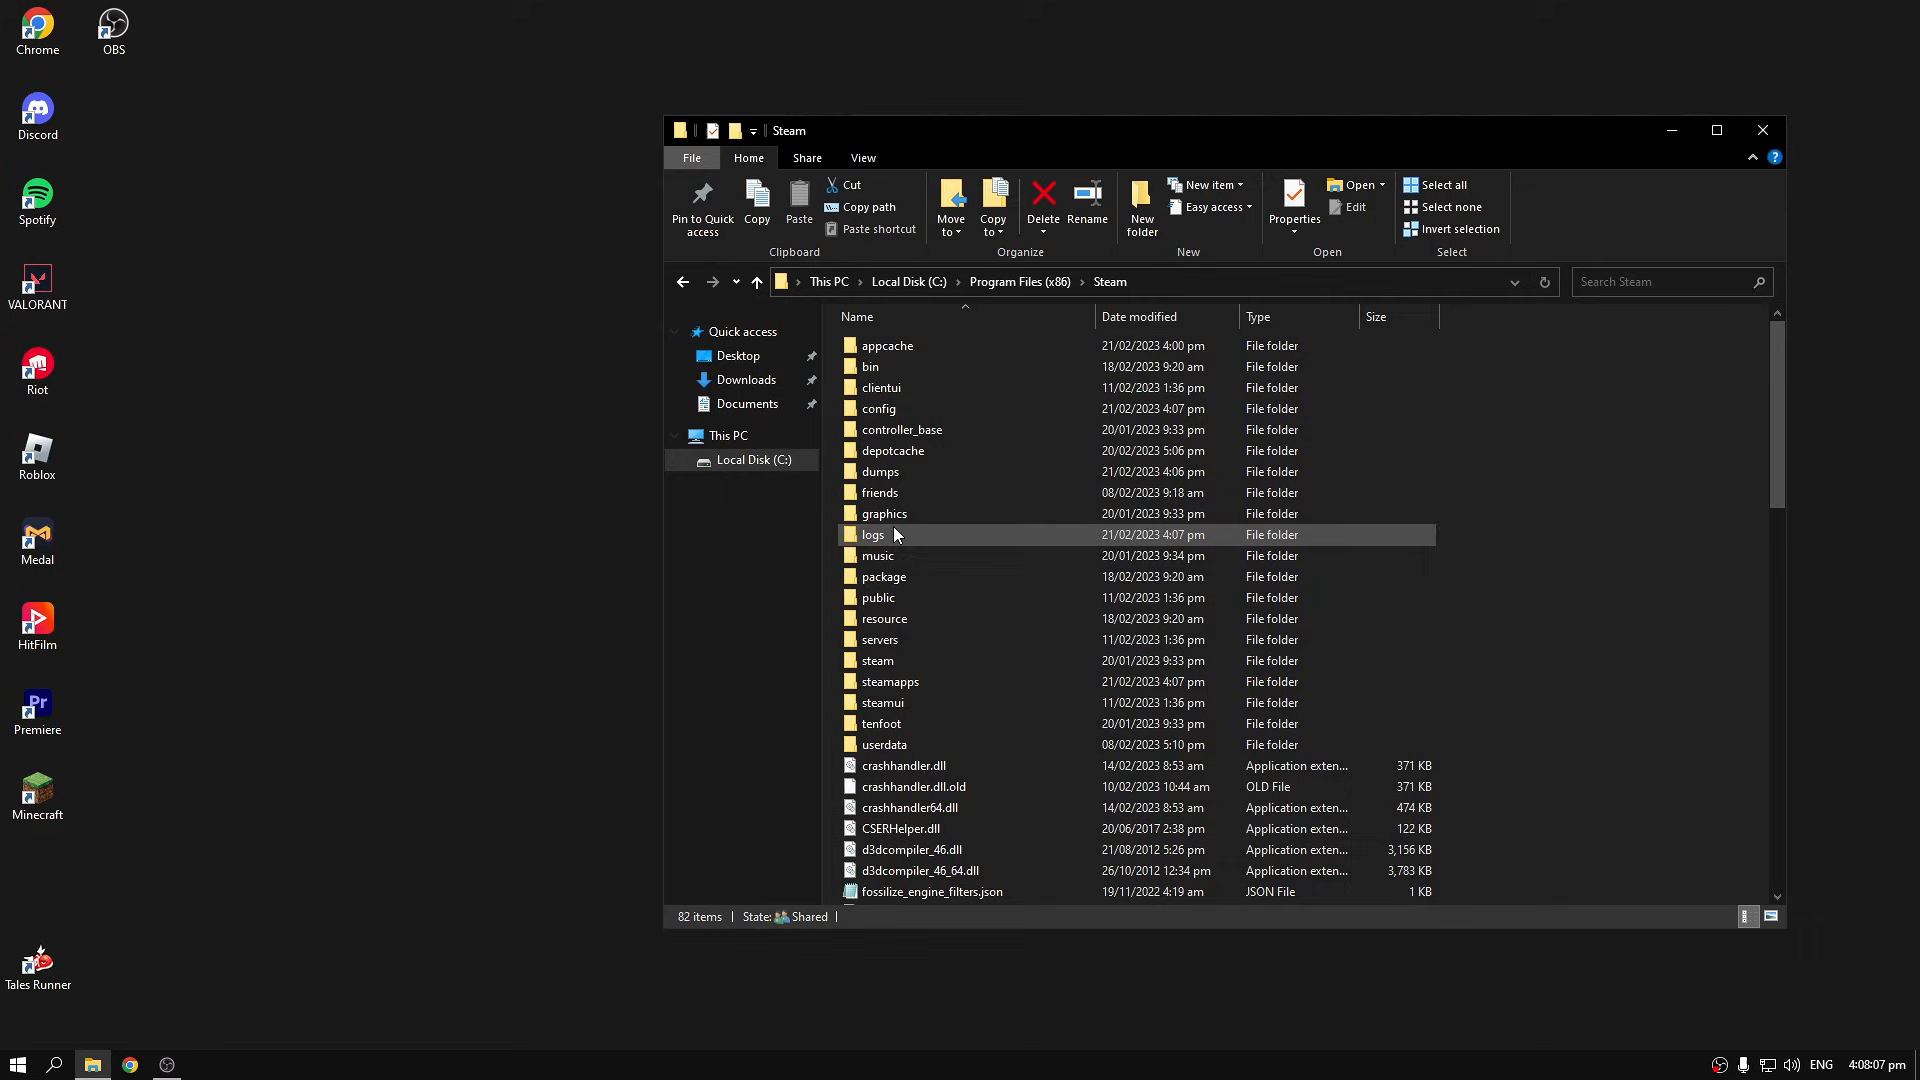 Chrome
OBS
Discord
Spotify
VALORANT
Riot
Roblox
Medal
HitFilm
Pr
Premiere
Minecraft
Tales Runner
Steam
File Home Share View
Pin to Quick access
Copy
Paste
Cut
Copy path
Paste shortcut
Clipboard
Move to
Copy to
Delete
Rename
Organize
New folder
New item
Easy access
New
Properties
Open
Edit
Open
Select all
Select none
Invert selection
Select
This PC > Local Disk (C:) > Program Files (x86) > Steam
Search Steam
Quick access
Desktop
Downloads
Documents
This PC
Local Disk (C:)
Name Date modified Type Size
appcache 21/02/2023 4:00 pm File folder
bin 18/02/2023 9:20 am File folder
clientui 11/02/2023 1:36 pm File folder
config 21/02/2023 4:07 pm File folder
controller_base 20/01/2023 9:33 pm File folder
depotcache 20/02/2023 5:06 pm File folder
dumps 21/02/2023 4:06 pm File folder
friends 08/02/2023 9:18 am File folder
graphics 20/01/2023 9:33 pm File folder
logs 21/02/2023 4:07 pm File folder
music 20/01/2023 9:34 pm File folder
package 18/02/2023 9:20 am File folder
public 11/02/2023 1:36 pm File folder
resource 18/02/2023 9:20 am File folder
servers 11/02/2023 1:36 pm File folder
steam 20/01/2023 9:33 pm File folder
steamapps 21/02/2023 4:07 pm File folder
steamui 11/02/2023 1:36 pm File folder
tenfoot 20/01/2023 9:33 pm File folder
userdata 08/02/2023 5:10 pm File folder
crashhandler.dll 14/02/2023 8:53 am Application exten... 371 KB
crashhandler.dll.old 10/02/2023 10:44 am OLD File 371 KB
crashhandler64.dll 14/02/2023 8:53 am Application exten... 474 KB
CSERHelper.dll 20/06/2017 2:38 pm Application exten... 122 KB
d3dcompiler_46.dll 21/08/2012 5:26 pm Application exten... 3,156 KB
d3dcompiler_46_64.dll 26/10/2012 12:34 pm Application exten... 3,783 KB
fossilize_engine_filters.json 19/11/2022 4:19 am JSON File 1 KB
82 items State: Shared
ENG 4:08:07 pm